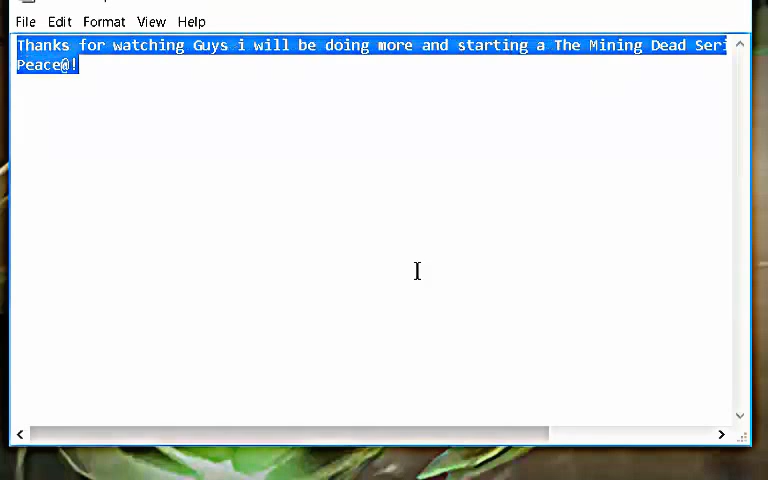 File Edit Format View Help
Thanks for watching Guys i will be doing more and starting a The Mining Dead Seri
Peace@!